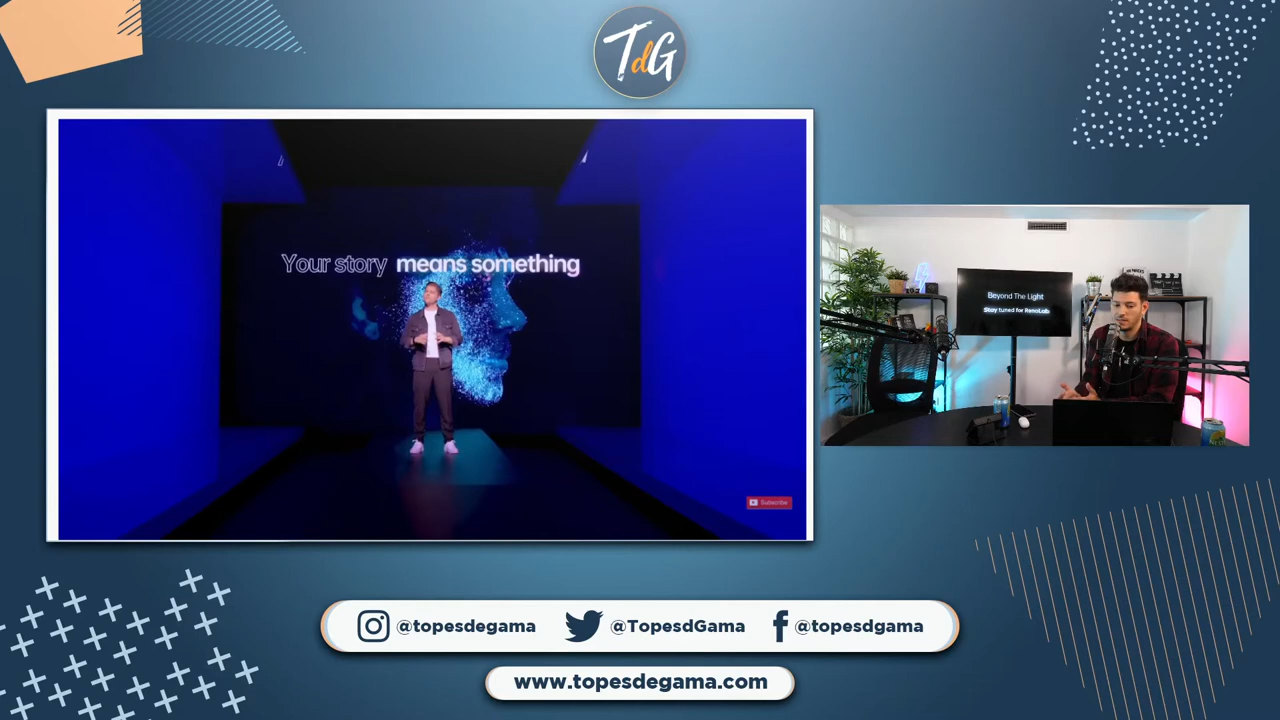 TdG
Your story means something
Subscribe
Beyond The Light
Stay tuned for RenoLab
@topesdegama
@TopesdGama
@topesdgama
www.topesdegama.com